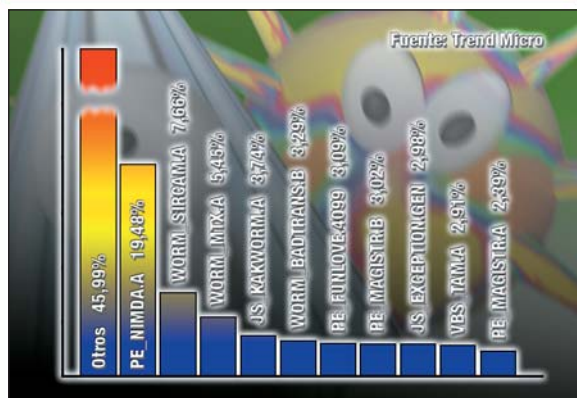 Fuente: Trend Micro
Otros 45,99%
PE_NIMDA.A 19,48%
WORM_SIRCAM.A 7,66%
WORM_MTX.A 5,45%
JS_KAKWORM.A 3,74%
WORM_BADTRANS.B 3,29%
PE_FUNLOVE.4099 3,09%
PE_MAGISTR.B 3,02%
JS_EXCEPTION.GEN 2,98%
VBS_TAM.A 2,91%
PE_MAGISTR.A 2,39%